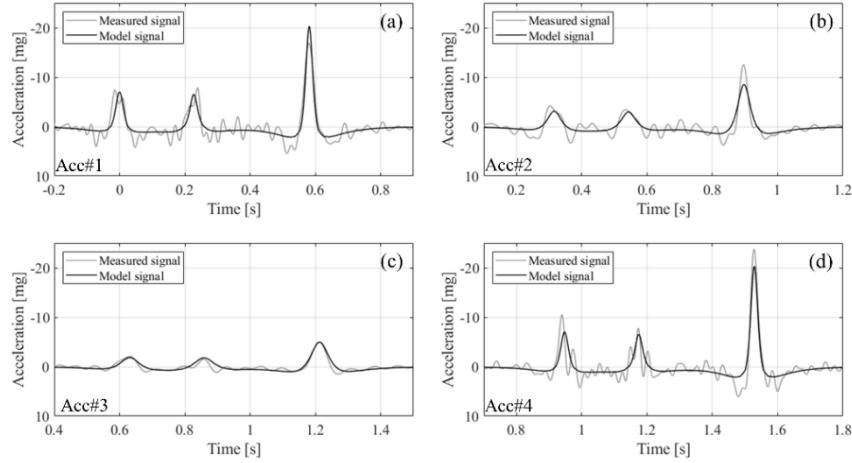 Measured signal
Model signal
(a)
-20
-10
0
10
Acceleration [mg]
Acc#1
-0.2 0 0.2 0.4 0.6 0.8
Time [s]
Measured signal
Model signal
(b)
-20
-10
0
10
Acceleration [mg]
Acc#2
0.2 0.4 0.6 0.8 1 1.2
Time [s]
Measured signal
Model signal
(c)
-20
-10
0
10
Acceleration [mg]
Acc#3
0.4 0.6 0.8 1 1.2 1.4
Time [s]
Measured signal
Model signal
(d)
-20
-10
0
10
Acceleration [mg]
Acc#4
0.8 1 1.2 1.4 1.6 1.8
Time [s]